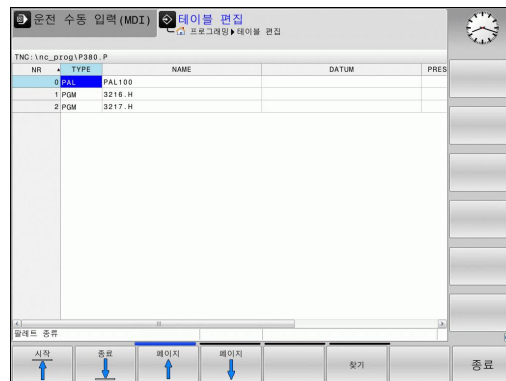 운전 수동 입력(MDI) 테이블 편집
프로그래밍▶테이블 편집
TNC:\nc_prog\P380.P
NR TYPE NAME DATUM PRES
0 PAL PAL100
1 PGM 3216.H
2 PGM 3217.H
팔레트 종류
시작 종료 페이지 페이지 찾기 종료